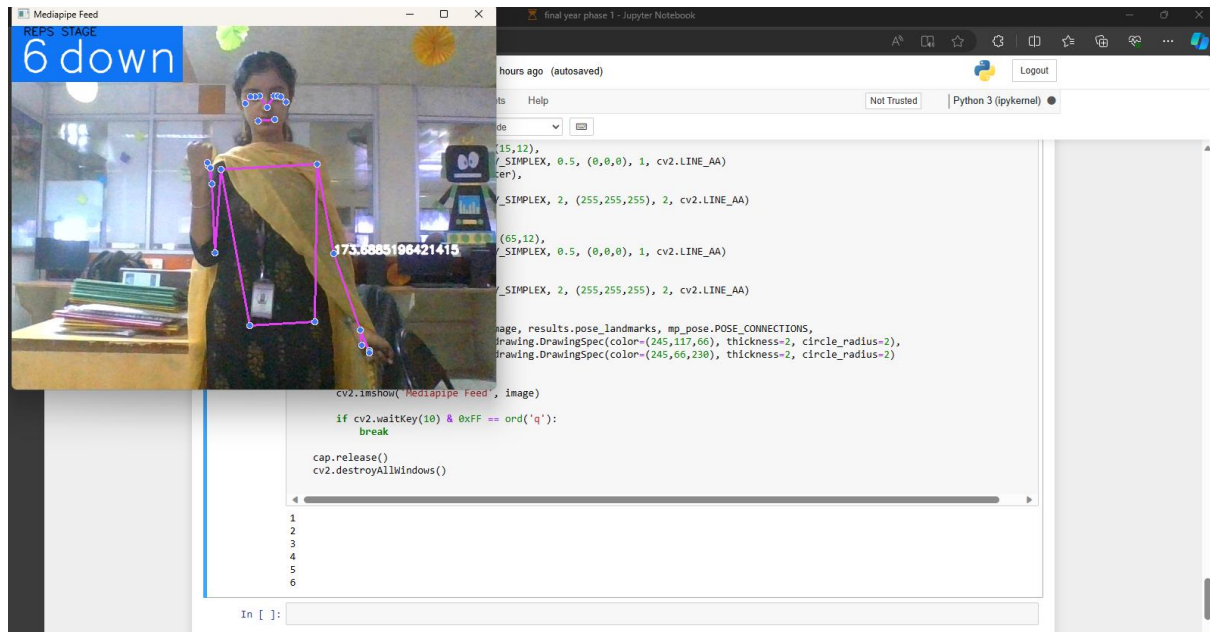 Mediapipe Feed
final year phase 1 - Jupyter Notebook
REPS STAGE
6 down
hours ago (autosaved)
Logout
Help
Not Trusted
Python 3 (ipykernel)
(15,12),
_SIMPLEX, 0.5, (0,0,0), 1, cv2.LINE_AA)
_SIMPLEX, 2, (255,255,255), 2, cv2.LINE_AA)
(65,12),
_SIMPLEX, 0.5, (0,0,0), 1, cv2.LINE_AA)
_SIMPLEX, 2, (255,255,255), 2, cv2.LINE_AA)
173.6885196421415
results.pose_landmarks, mp_pose.POSE_CONNECTIONS,
drawing.DrawingSpec(color=(245,117,66), thickness=2, circle_radius=2),
drawing.DrawingSpec(color=(245,66,230), thickness=2, circle_radius=2)
cv2.imshow('Mediapipe Feed', image)
if cv2.waitKey(10) & 0xFF == ord('q'):
break
cap.release()
cv2.destroyAllWindows()
1
2
3
4
5
6
In [ ]: